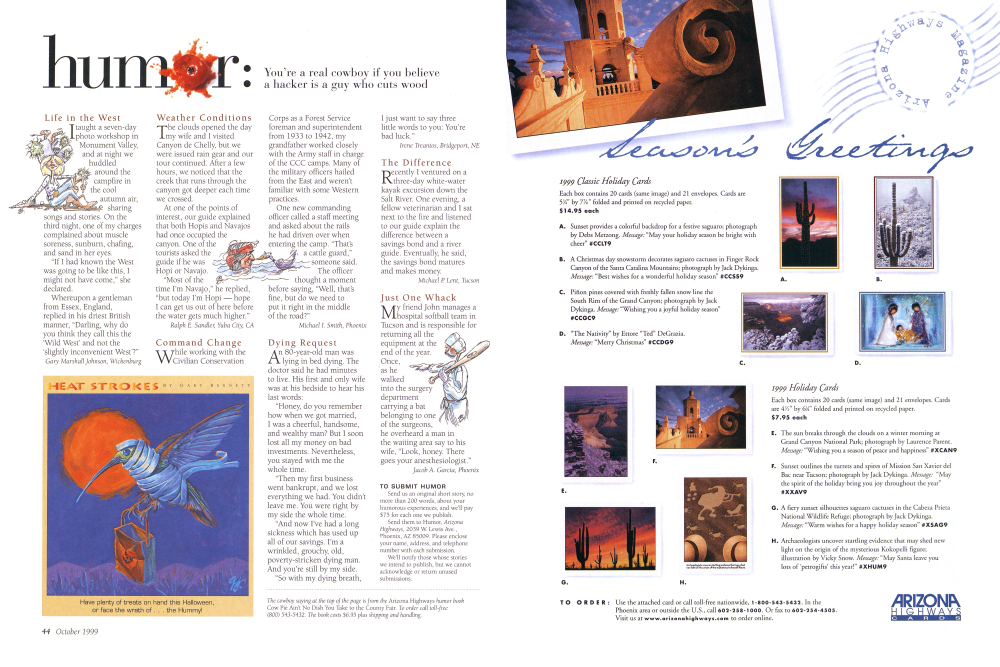 humor:
You're a real cowboy if you believe
a hacker is a guy who cuts wood
Life in the West
I taught a seven-day
photo workshop in
Monument Valley,
and at night we
huddled
around the
campfire in
the cool
autumn air,
sharing
songs and stories. On the
third night, one of my charges
complained about muscle
soreness, sunburn, chafing,
and sand in her eyes.
"If I had known the West
was going to be like this, I
might not have come," she
declared.
Whereupon a gentleman
from Essex, England,
replied in his driest British
manner, "Darling, why do
you think they call this the
'Wild West' and not the
'slightly inconvenient West'?"
Gary Marshall Johnson, Wickenburg
Weather Conditions
The clouds opened the day
my wife and I visited
Canyon de Chelly, but we
were issued rain gear and our
tour continued. After a few
hours, we noticed that the
creek that runs through the
canyon got deeper each time
we crossed.
At one of the points of
interest, our guide explained
that both Hopis and Navajos
had once occupied the
canyon. One of the
tourists asked the
guide if he was
Hopi or Navajo.
"Most of the
time I'm Navajo," he replied,
"but today I'm Hopi — hope
I can get us out of here before
the water gets much higher."
Ralph E. Sandler, Yuba City, CA
Command Change
While working with the
Civilian Conservation
Corps as a Forest Service
foreman and superintendent
from 1933 to 1942, my
grandfather worked closely
with the Army staff in charge
of the CCC camps. Many of
the military officers hailed
from the East and weren't
familiar with some Western
practices.
One new commanding
officer called a staff meeting
and asked about the rails
he had driven over when
entering the camp. "That's
a cattle guard,"
someone said.
The officer
thought a moment
before saying, "Well, that's
fine, but do we need to
put it right in the middle
of the road?"
Michael I. Smith, Phoenix
Dying Request
An 80-year-old man was
lying in bed dying. The
doctor said he had minutes
to live. His first and only wife
was at his bedside to hear his
last words:
"Honey, do you remember
how when we got married,
I was a cheerful, handsome,
and wealthy man? But I soon
lost all my money on bad
investments. Nevertheless,
you stayed with me the
whole time.
"Then my first business
went bankrupt, and we lost
everything we had. You didn't
leave me. You were right by
my side the whole time.
"And now I've had a long
sickness which has used up
all of our savings. I'm a
wrinkled, grouchy, old,
poverty-stricken dying man.
And you're still by my side.
"So with my dying breath,
I just want to say three
little words to you: You're
bad luck."
Irene Trcantos, Bridgeport, NE
The Difference
Recently I ventured on a
three-day white-water
kayak excursion down the
Salt River. One evening, a
fellow veterinarian and I sat
next to the fire and listened
to our guide explain the
difference between a
savings bond and a river
guide. Eventually, he said,
the savings bond matures
and makes money.
Michael P. Lent, Tucson
Just One Whack
My friend John manages a
hospital softball team in
Tucson and is responsible for
returning all the
equipment at the
end of the year.
Once,
as he
walked
into the surgery
department
carrying a bat
belonging to one
of the surgeons,
he overheard a man in
the waiting area say to his
wife, "Look, honey. There
goes your anesthesiologist."
Jacob A. Garcia, Phoenix
TO SUBMIT HUMOR
Send us an original short story, no
more than 200 words, about your
humorous experiences, and we'll pay
$75 for each one we publish.
Send them to Humor, Arizona
Highways, 2039 W. Lewis Ave.,
Phoenix, AZ 85009. Please enclose
your name, address, and telephone
number with each submission.
We'll notify those whose stories
we intend to publish, but we cannot
acknowledge or return unused
submissions.
HEAT STROKES BY GARY BENNETT
Have plenty of treats on hand this Halloween,
or face the wrath of . . . the Hummy!
The cowboy saying at the top of the page is from the Arizona Highways humor book
Cow Pie Ain't No Dish You Take to the County Fair. To order call toll-free
(800) 543-5432. The book costs $6.95 plus shipping and handling.
44 October 1999
Arizona Highways Magazine
Season's Greetings
1999 Classic Holiday Cards
Each box contains 20 cards (same image) and 21 envelopes. Cards are
5⅜" by 7⅞" folded and printed on recycled paper.
$14.95 each
A. Sunset provides a colorful backdrop for a festive saguaro; photograph
by Debs Metzong. Message: "May your holiday season be bright with
cheer" #CCLT9
B. A Christmas day snowstorm decorates saguaro cactuses in Finger Rock
Canyon of the Santa Catalina Mountains; photograph by Jack Dykinga.
Message: "Best wishes for a wonderful holiday season" #CCSS9
C. Piñon pines covered with freshly fallen snow line the
South Rim of the Grand Canyon; photograph by Jack
Dykinga. Message: "Wishing you a joyful holiday season"
#CCGC9
D. "The Nativity" by Ettore "Ted" DeGrazia.
Message: "Merry Christmas" #CCDG9
A.
B.
C.
D.
1999 Holiday Cards
Each box contains 20 cards (same image) and 21 envelopes. Cards
are 4½" by 6¼" folded and printed on recycled paper.
$7.95 each
E. The sun breaks through the clouds on a winter morning at
Grand Canyon National Park; photograph by Laurence Parent.
Message: "Wishing you a season of peace and happiness" #XCAN9
F. Sunset outlines the turrets and spires of Mission San Xavier del
Bac near Tucson; photograph by Jack Dykinga. Message: "May
the spirit of the holiday being you joy throughout the year"
#XXAV9
G. A fiery sunset silhouettes saguaro cactuses in the Cabeza Prieta
National Wildlife Refuge; photograph by Jack Dykinga.
Message: "Warm wishes for a happy holiday season" #XSAG9
H. Archaeologists uncover startling evidence that may shed new
light on the origin of the mysterious Kokopelli figure;
illustration by Vicky Snow. Message: "May Santa leave you
lots of 'petrogifts' this year!" #XHUM9
E.
F.
G.
H.
TO ORDER: Use the attached card or call toll-free nationwide, 1-800-543-5432. In the
Phoenix area or outside the U.S., call 602-258-1000. Or fax to 602-254-4505.
Visit us at www.arizonahighways.com to order online.
ARIZONA
HIGHWAYS
CARDS